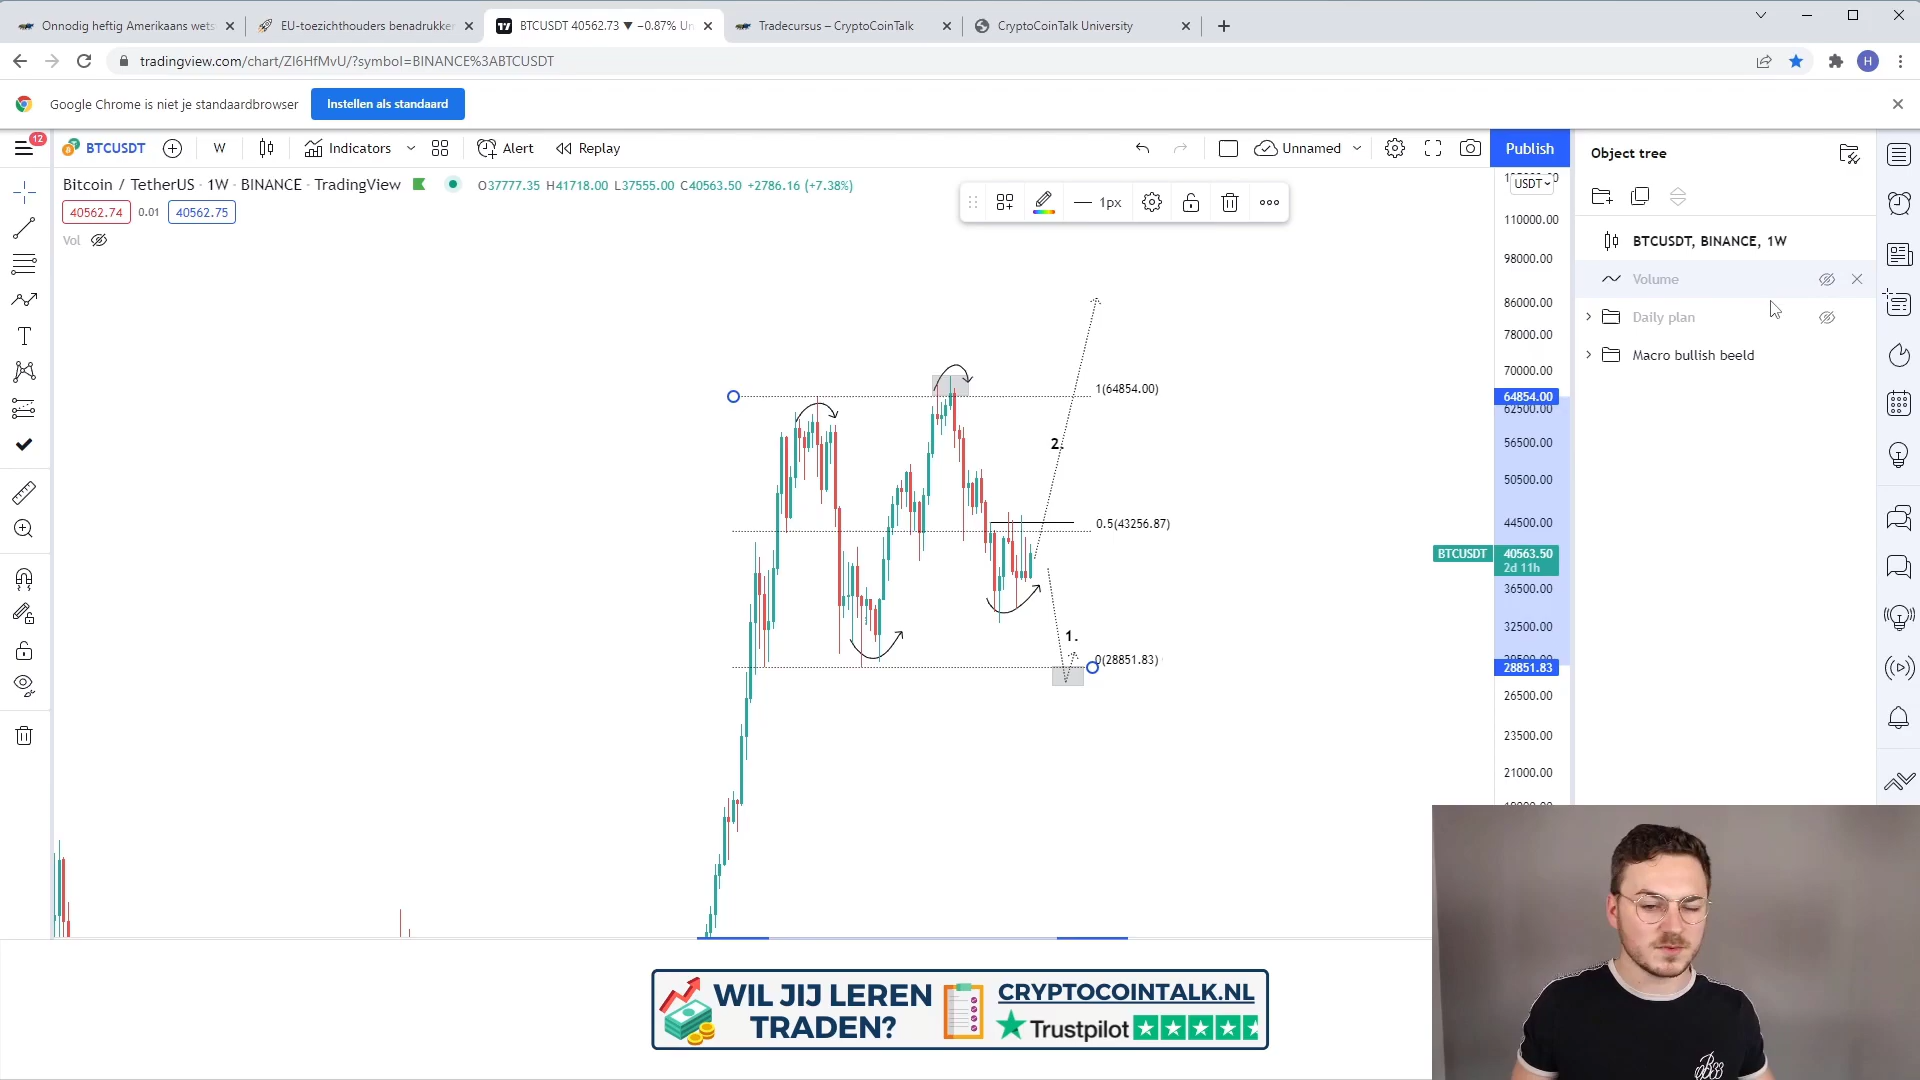 Onnodig heftig Amerikaans wets
EU-toezichthouders benadrukker
BTCUSDT 40562.73 ▼ −0.87% Un
Tradecursus – CryptoCoinTalk
CryptoCoinTalk University
tradingview.com/chart/ZI6HfMvU/?symbol=BINANCE%3ABTCUSDT
H
Google Chrome is niet je standaardbrowser
Instellen als standaard
12
BTCUSDT
W
Indicators
Alert
Replay
Unnamed
Publish
Object tree
Bitcoin / TetherUS · 1W · BINANCE · TradingView
O37777.35 H41718.00 L37555.00 C40563.50 +2786.16 (+7.38%)
40562.74
0.01
40562.75
Vol
1px
USDT
110000.00
98000.00
86000.00
78000.00
70000.00
64854.00
62500.00
56500.00
50500.00
44500.00
BTCUSDT
40563.50
2d 11h
36500.00
32500.00
28851.83
26500.00
23500.00
21000.00
BTCUSDT, BINANCE, 1W
Volume
Daily plan
Macro bullish beeld
1(64854.00)
2.
0.5(43256.87)
1.
0(28851.83)
WIL JIJ LEREN
TRADEN?
CRYPTOCOINTALK.NL
Trustpilot